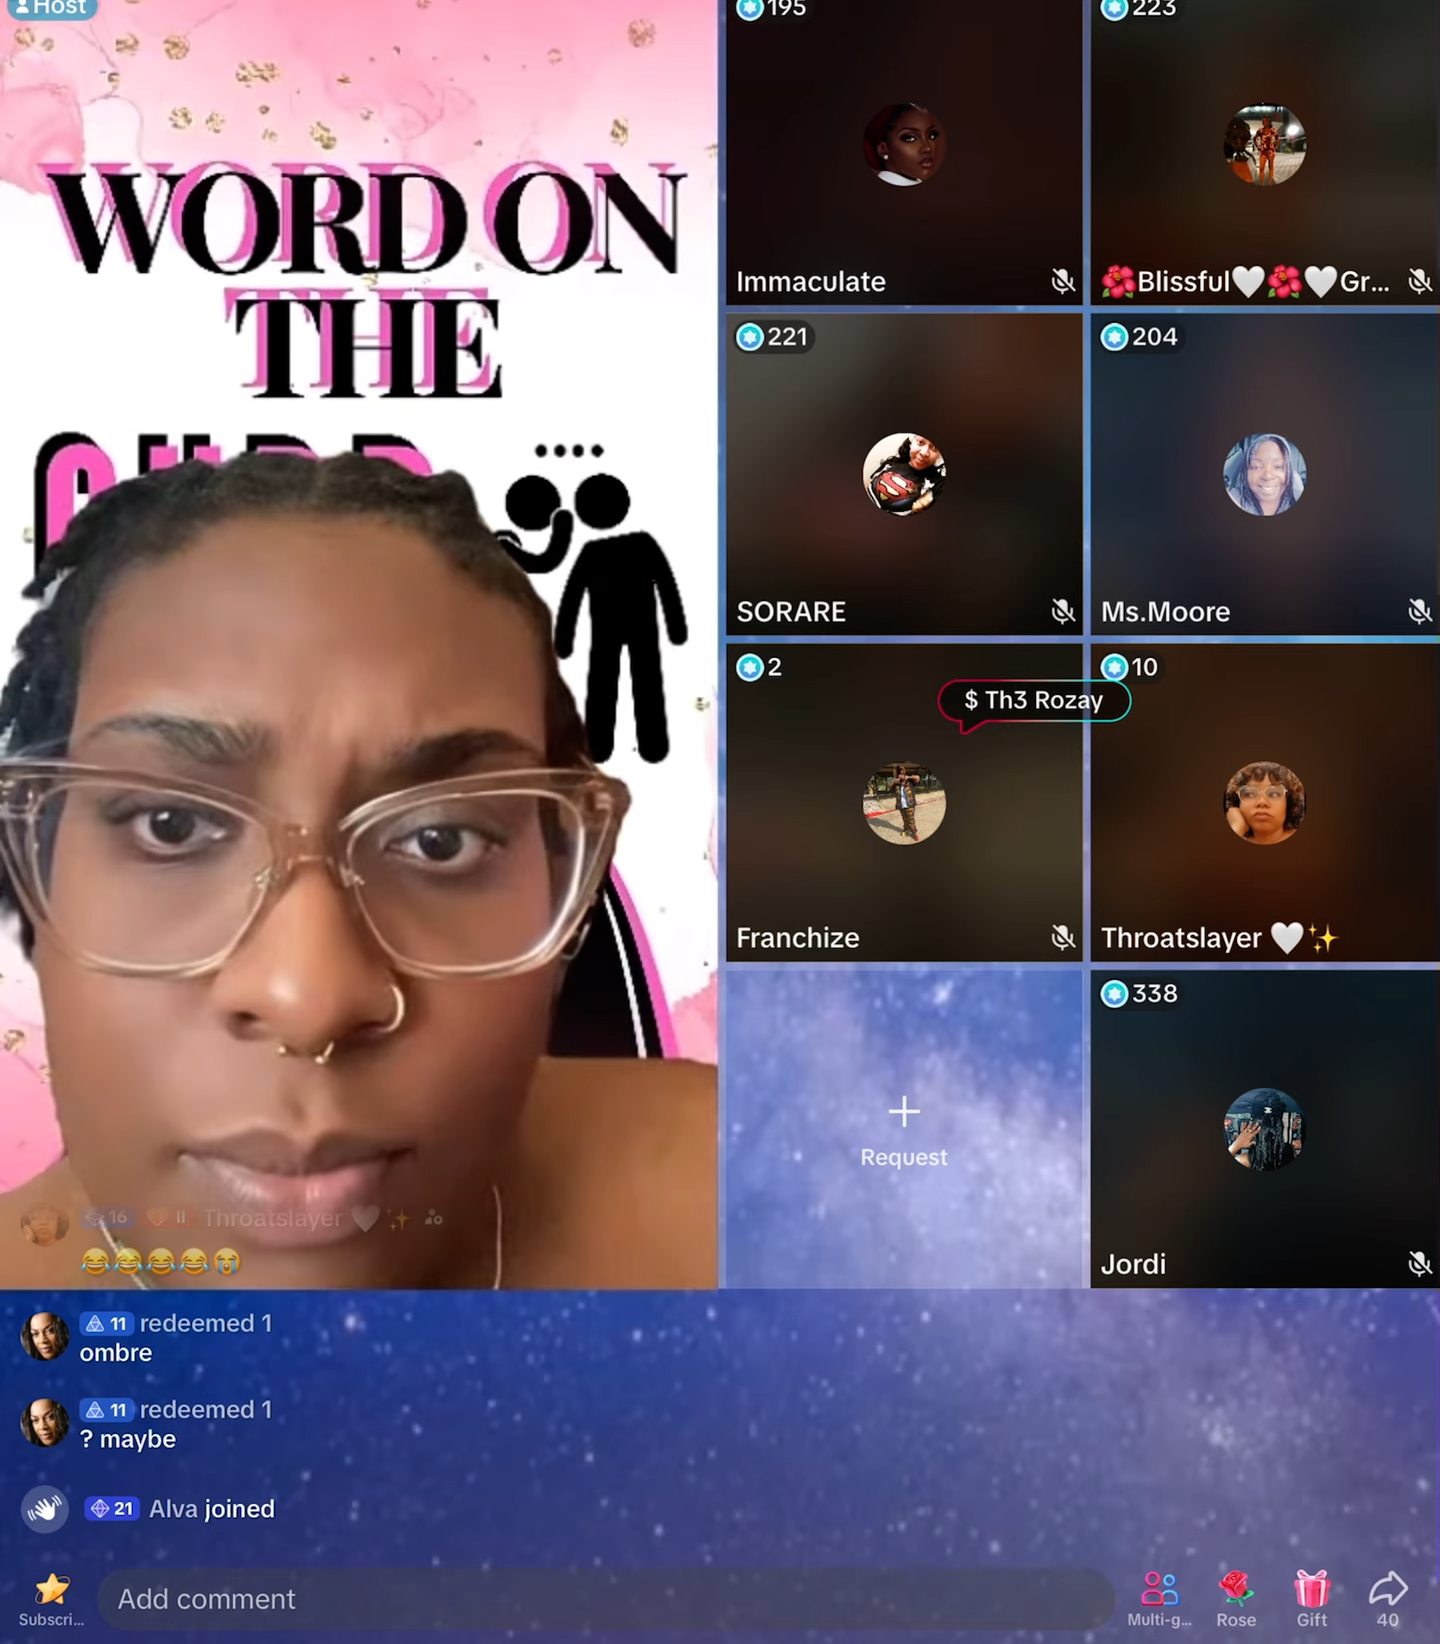 Host
WORD ON
THE
195
Immaculate
223
🌺Blissful🤍🌺🤍Gr...
221
SORARE
204
Ms.Moore
2
Franchize
$ Th3 Rozay
10
Throatslayer 🤍✨
Request
338
Jordi
16 II Throatslayer 🤍✨
😂😂😂😂😭
11 redeemed 1
ombre
11 redeemed 1
? maybe
21 Alva joined
Subscri...
Add comment
Multi-g...
Rose
Gift
40